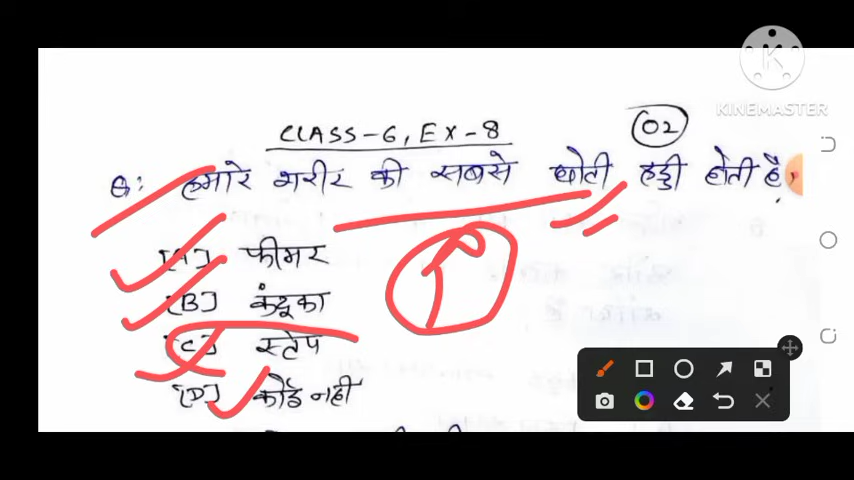 KINEMASTER
CLASS-6, EX-8
02
Q: हमारे शरीर की सबसे छोटी हड्डी होती है,
[A] फीमर
[B] कंदूका
[C] स्टेप
[D] कोई नहीं